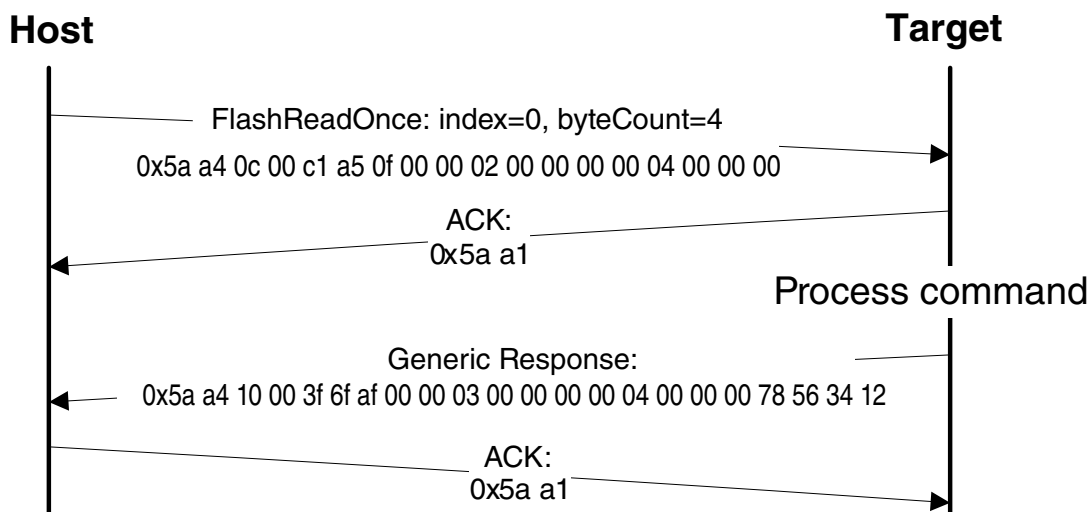 Host
Target
FlashReadOnce: index=0, byteCount=4
0x5a a4 0c 00 c1 a5 0f 00 00 02 00 00 00 00 04 00 00 00
ACK:
0x5a a1
Process command
Generic Response:
0x5a a4 10 00 3f 6f af 00 00 03 00 00 00 00 04 00 00 00 78 56 34 12
ACK:
0x5a a1